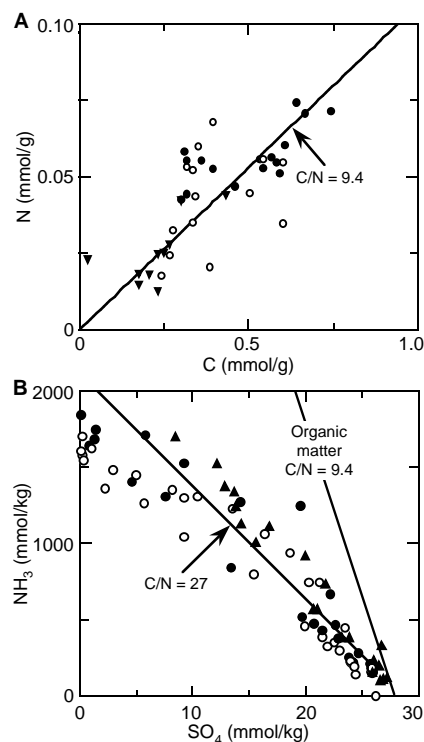 A
0.10
0.05
0
N (mmol/g)
C/N = 9.4
0
0.5
1.0
C (mmol/g)
B
2000
1000
0
NH₃ (mmol/kg)
Organic
matter
C/N = 9.4
C/N = 27
0
10
20
30
SO₄ (mmol/kg)